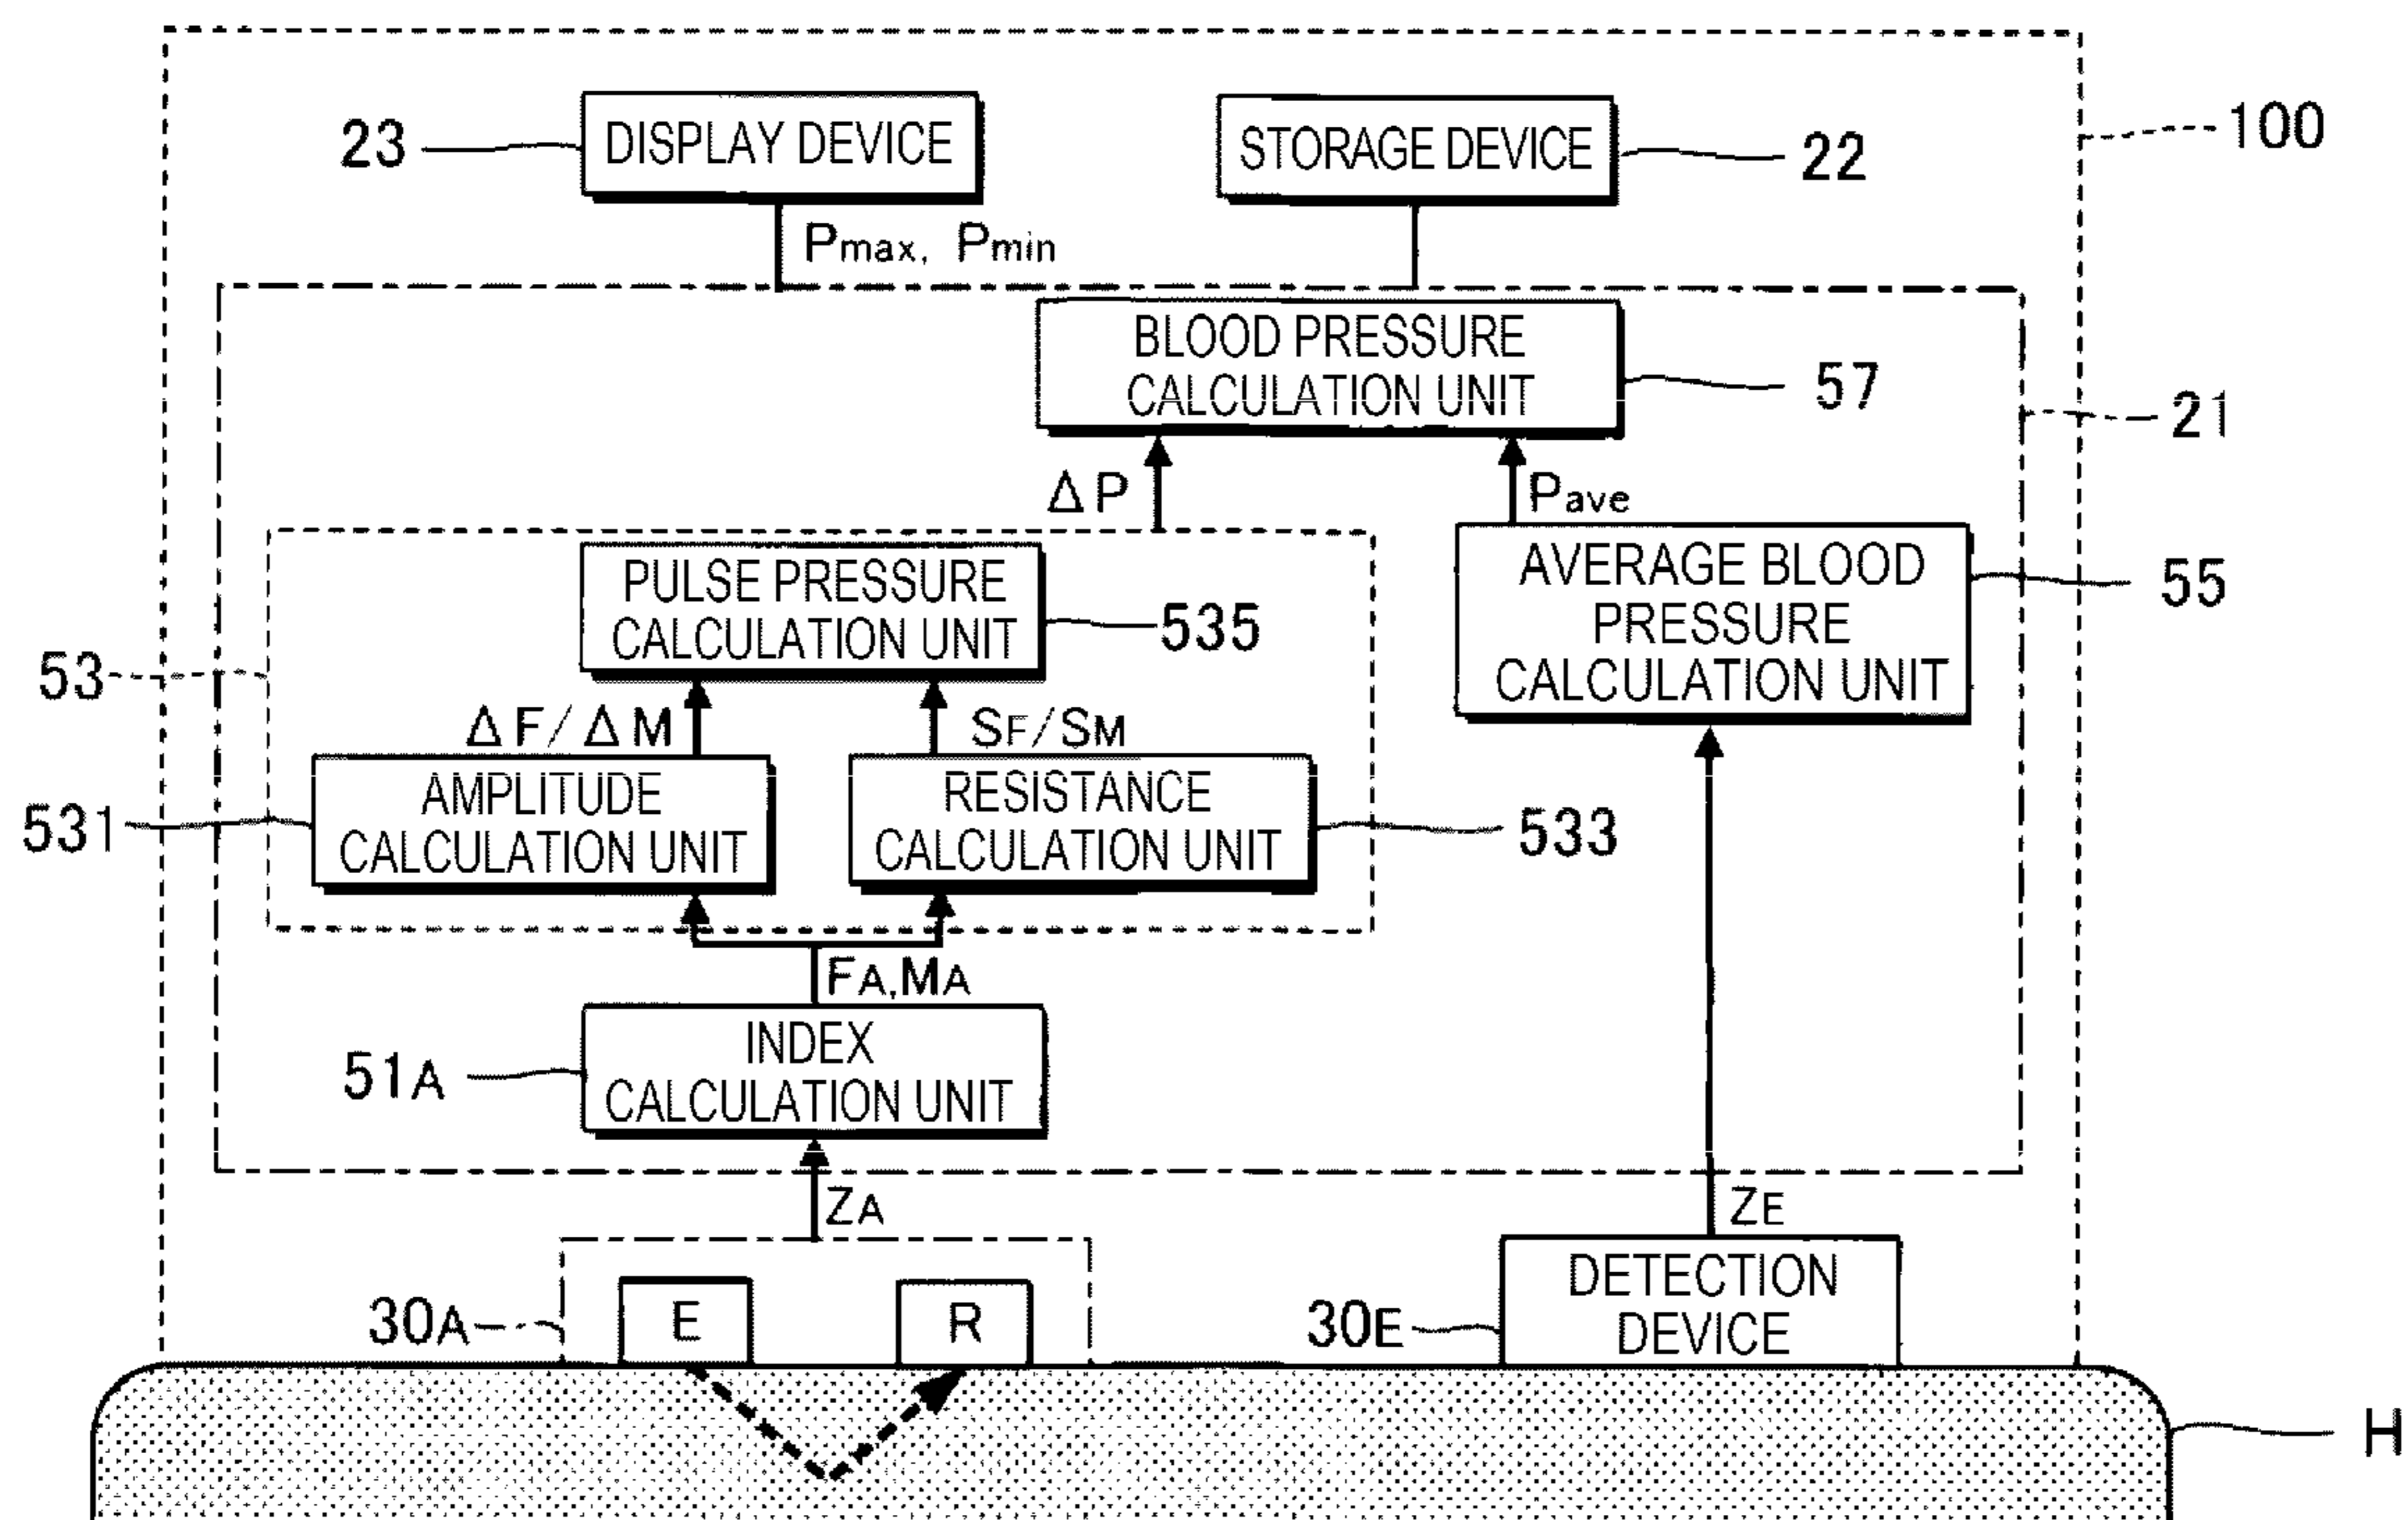 23
DISPLAY DEVICE
STORAGE DEVICE
22
100
Pmax, Pmin
BLOOD PRESSURE
CALCULATION UNIT
57
21
ΔP
Pave
PULSE PRESSURE
CALCULATION UNIT
535
AVERAGE BLOOD
PRESSURE
CALCULATION UNIT
55
53
ΔF/ΔM
SF/SM
531
AMPLITUDE
CALCULATION UNIT
RESISTANCE
CALCULATION UNIT
533
FA,MA
51A
INDEX
CALCULATION UNIT
ZA
ZE
30A
E
R
30E
DETECTION
DEVICE
H